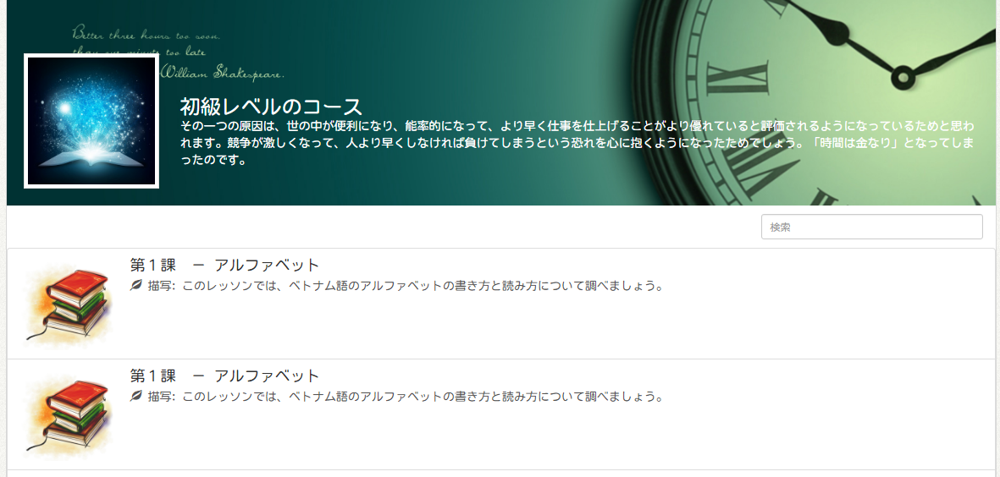 Better three hours too soon.
than one minute too late
William Shakespeare.
初級レベルのコース
その一つの原因は、世の中が便利になり、能率的になって、より早く仕事を仕上げることがより優れていると評価されるようになっているためと思わ
れます。競争が激しくなって、人より早くしなければ負けてしまうという恐れを心に抱くようになったためでしょう。「時間は金なり」となってしま
ったのです。
検索
第１課　－ アルファベット
描写: このレッソンでは、ベトナム語のアルファベットの書き方と読み方について調べましょう。
第１課　－ アルファベット
描写: このレッソンでは、ベトナム語のアルファベットの書き方と読み方について調べましょう。